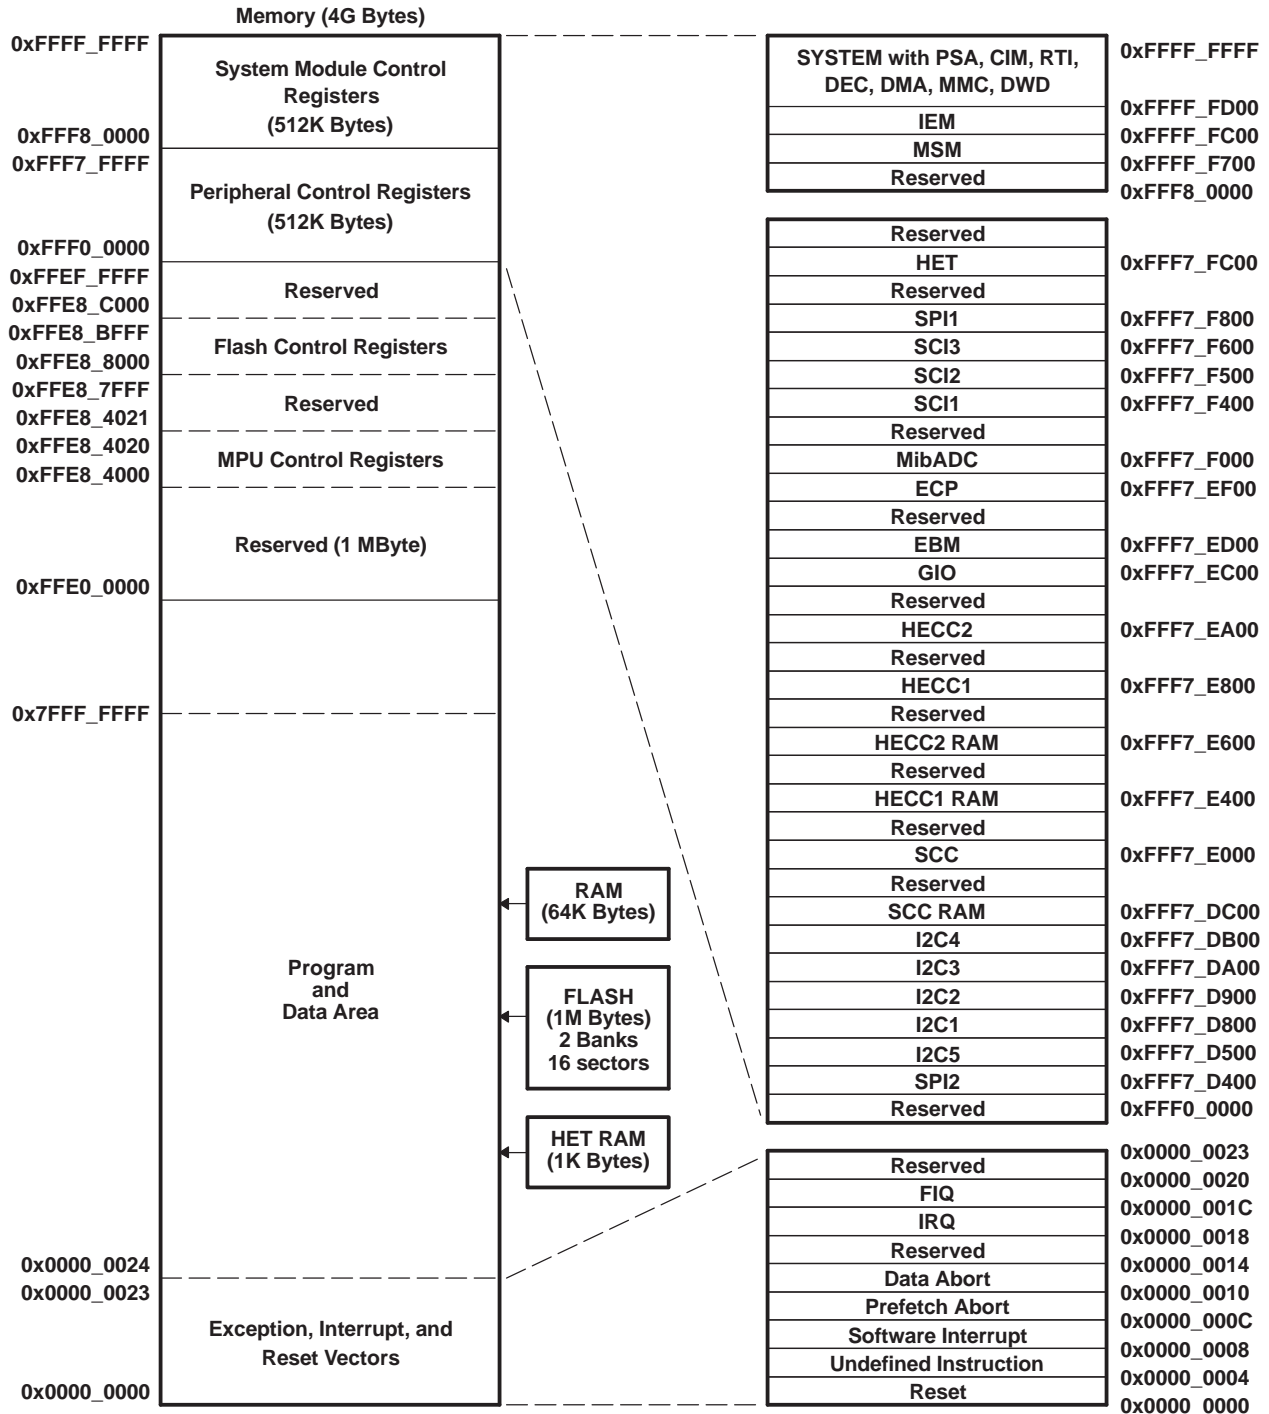 Memory (4G Bytes)
0xFFFF_FFFF
System Module Control
Registers
(512K Bytes)
0xFFF8_0000
0xFFF7_FFFF
Peripheral Control Registers
(512K Bytes)
0xFFF0_0000
0xFFEF_FFFF
Reserved
0xFFE8_C000
0xFFE8_BFFF
Flash Control Registers
0xFFE8_8000
0xFFE8_7FFF
Reserved
0xFFE8_4021
0xFFE8_4020
MPU Control Registers
0xFFE8_4000
Reserved (1 MByte)
0xFFE0_0000
0x7FFF_FFFF
Program
and
Data Area
0x0000_0024
0x0000_0023
Exception, Interrupt, and
Reset Vectors
0x0000_0000
RAM
(64K Bytes)
FLASH
(1M Bytes)
2 Banks
16 sectors
HET RAM
(1K Bytes)
SYSTEM with PSA, CIM, RTI,
DEC, DMA, MMC, DWD
0xFFFF_FFFF
0xFFFF_FD00
IEM
0xFFFF_FC00
MSM
0xFFFF_F700
Reserved
0xFFF8_0000
Reserved
HET 0xFFF7_FC00
Reserved
SPI1 0xFFF7_F800
SCI3 0xFFF7_F600
SCI2 0xFFF7_F500
SCI1 0xFFF7_F400
Reserved
MibADC 0xFFF7_F000
ECP 0xFFF7_EF00
Reserved
EBM 0xFFF7_ED00
GIO 0xFFF7_EC00
Reserved
HECC2 0xFFF7_EA00
Reserved
HECC1 0xFFF7_E800
Reserved
HECC2 RAM 0xFFF7_E600
Reserved
HECC1 RAM 0xFFF7_E400
Reserved
SCC 0xFFF7_E000
Reserved
SCC RAM 0xFFF7_DC00
I2C4 0xFFF7_DB00
I2C3 0xFFF7_DA00
I2C2 0xFFF7_D900
I2C1 0xFFF7_D800
I2C5 0xFFF7_D500
SPI2 0xFFF7_D400
Reserved 0xFFF0_0000
0x0000_0023
Reserved
0x0000_0020
FIQ
0x0000_001C
IRQ
0x0000_0018
Reserved
0x0000_0014
Data Abort
0x0000_0010
Prefetch Abort
0x0000_000C
Software Interrupt
0x0000_0008
Undefined Instruction
0x0000_0004
Reset
0x0000_0000